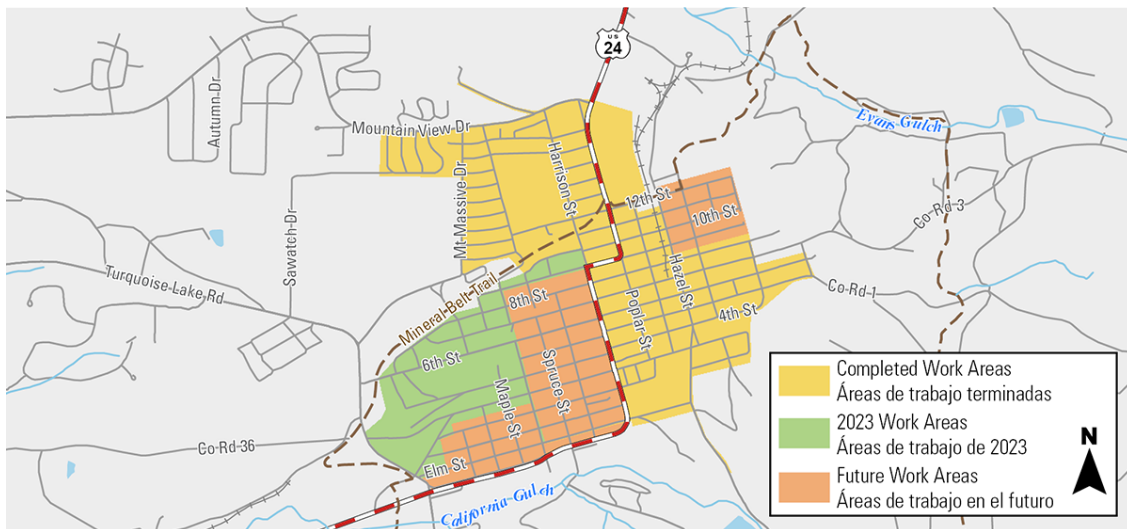 U S
24
Evans Gulch
Autumn Dr
Mountain View Dr
Harrison St
Mt Massive Dr
12th St
10th St
Co Rd 3
Sawatch Dr
Turquoise Lake Rd
Mineral Belt Trail
8th St
Hazel St
Poplar St
4th St
Co Rd 1
6th St
Spruce St
Maple St
Co Rd 36
Elm St
California Gulch
Completed Work Areas
Áreas de trabajo terminadas
2023 Work Areas
Áreas de trabajo de 2023
Future Work Areas
Áreas de trabajo en el futuro
N